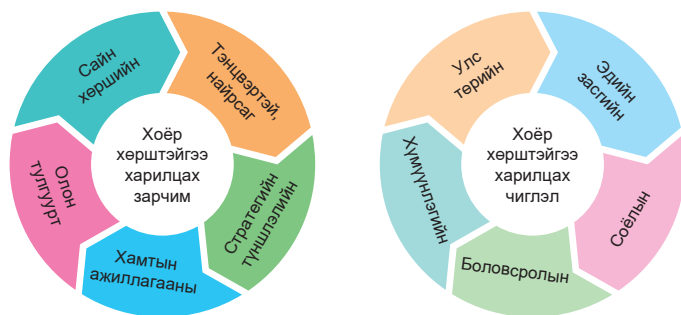 Сайн
хөршийн
Тэнцвэртэй,
найрсаг
Стратегийн
түншлэлийн
Хамтын
ажиллагааны
Олон
тулгуурт
Хоёр
хөрштэйгээ
харилцах
зарчим
Улс
төрийн
Эдийн
засгийн
Соёлын
Боловсролын
Хүмүүнлэгийн
Хоёр
хөрштэйгээ
харилцах
чиглэл